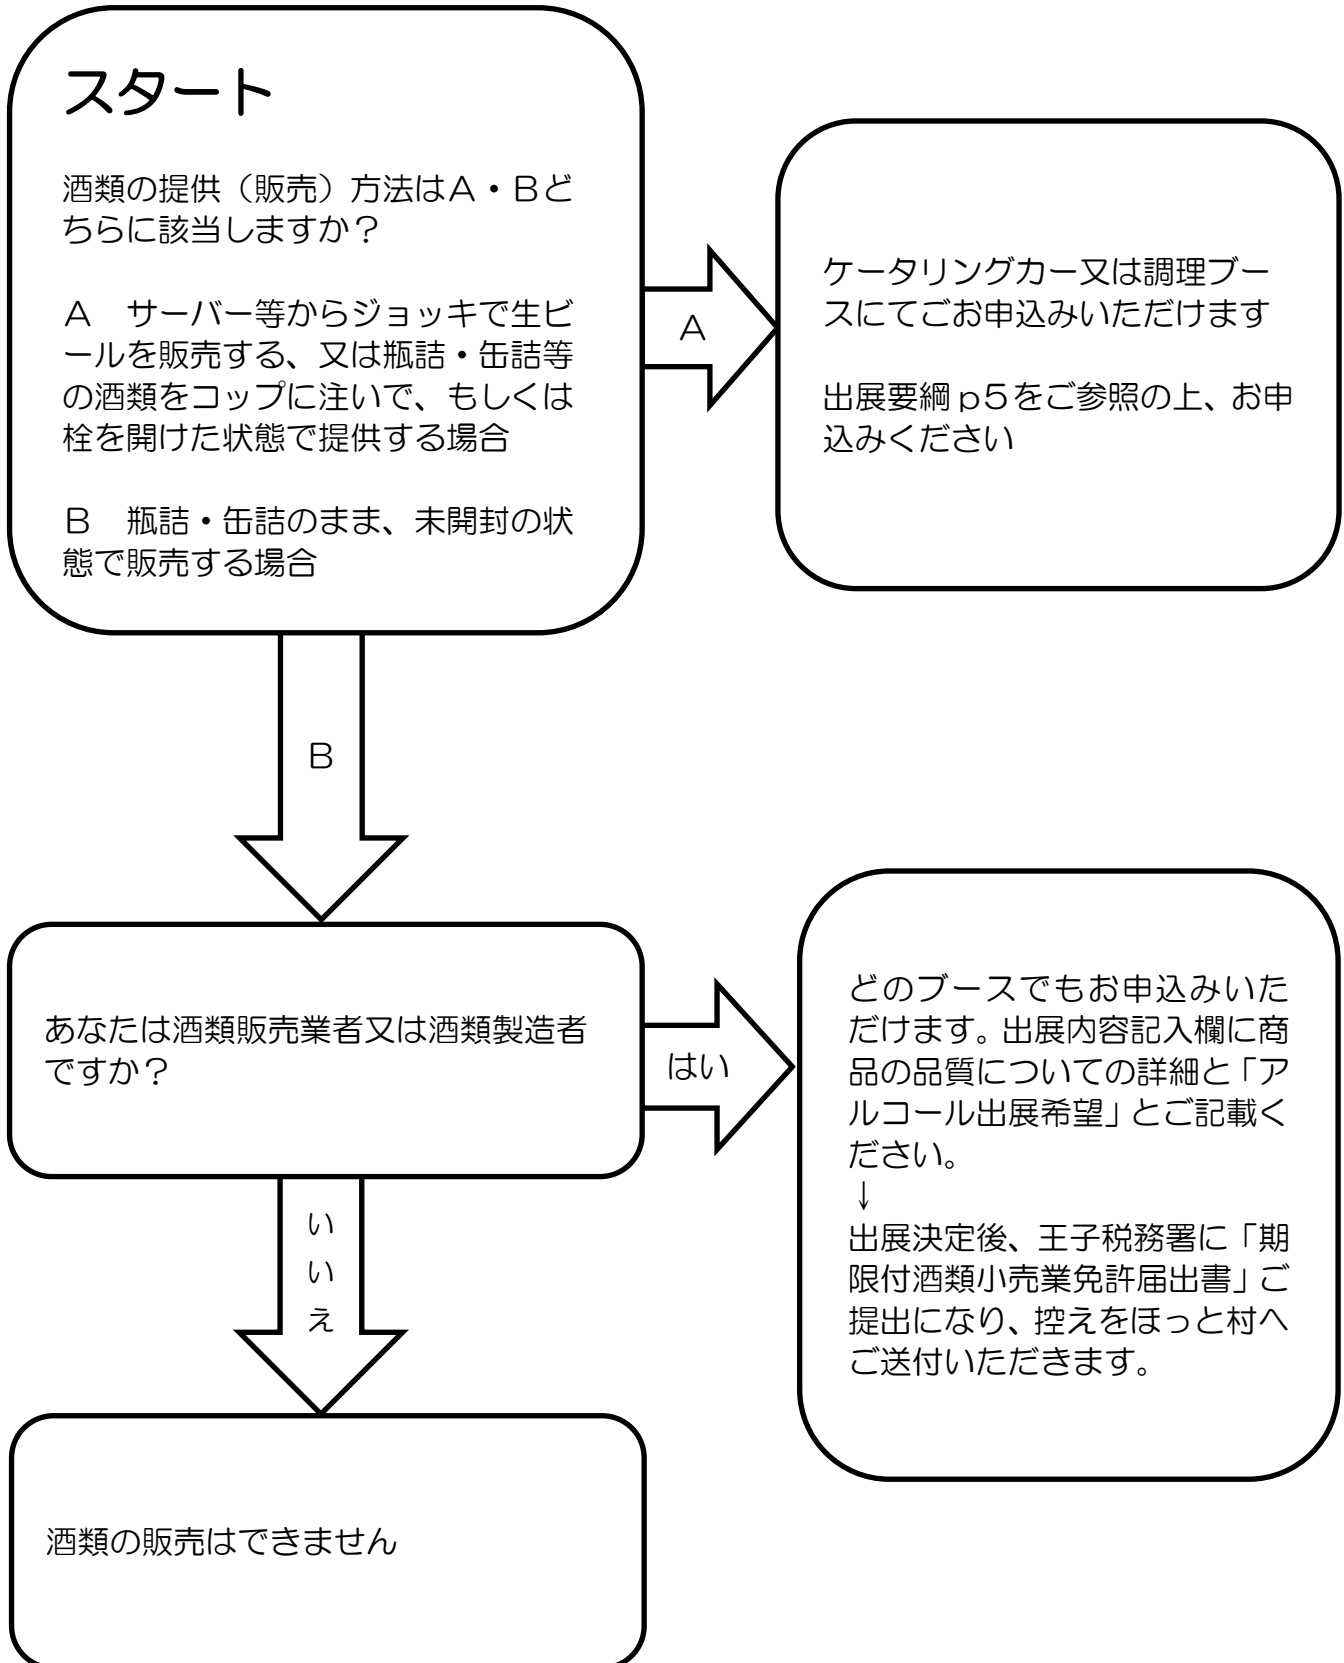 スタート
酒類の提供（販売）方法はA・Bど
ちらに該当しますか？
A　サーバー等からジョッキで生ビ
ールを販売する、又は瓶詰・缶詰等
の酒類をコップに注いで、もしくは
栓を開けた状態で提供する場合
B　瓶詰・缶詰のまま、未開封の状
態で販売する場合
A
ケータリングカー又は調理ブー
スにてごお申込みいただけます
出展要綱p5をご参照の上、お申
込みください
B
あなたは酒類販売業者又は酒類製造者
ですか？
はい
どのブースでもお申込みいた
だけます。出展内容記入欄に商
品の品質についての詳細と「ア
ルコール出展希望」とご記載く
ださい。
↓
出展決定後、王子税務署に「期
限付酒類小売業免許届出書」ご
提出になり、控えをほっと村へ
ご送付いただきます。
い
い
え
酒類の販売はできません